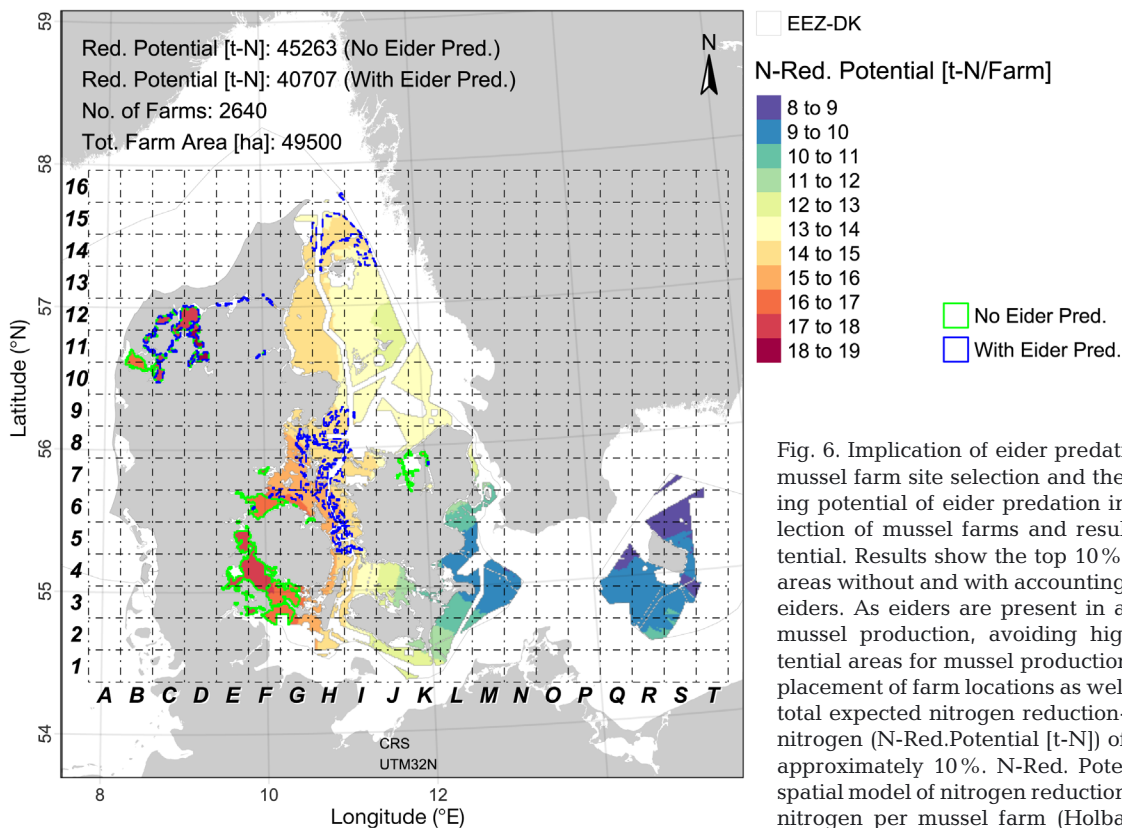 59
58
57
56
55
54
Latitude (°N)
Red. Potential [t-N]: 45263 (No Eider Pred.)
Red. Potential [t-N]: 40707 (With Eider Pred.)
No. of Farms: 2640
Tot. Farm Area [ha]: 49500
N
16
15
14
13
12
11
10
9
8
7
6
5
4
3
2
1
A B C D E F G H I J K L M N O P Q R S T
CRS
UTM32N
8 10 12
Longitude (°E)
EEZ-DK
N-Red. Potential [t-N/Farm]
8 to 9
9 to 10
10 to 11
11 to 12
12 to 13
13 to 14
14 to 15
15 to 16
16 to 17
17 to 18
18 to 19
No Eider Pred.
With Eider Pred.
Fig. 6. Implication of eider predati
mussel farm site selection and the
ing potential of eider predation in
lection of mussel farms and resul
tential. Results show the top 10%
areas without and with accounting
eiders. As eiders are present in a
mussel production, avoiding hig
tential areas for mussel production
placement of farm locations as well
total expected nitrogen reduction-
nitrogen (N-Red.Potential [t-N]) of
approximately 10%. N-Red. Pote
spatial model of nitrogen reduction
nitrogen per mussel farm (Holba